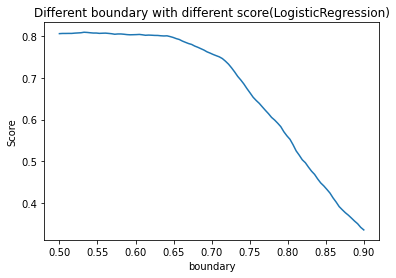 Different boundary with different score(LogisticRegression)
0.8
0.7
0.6
0.5
0.4
Score
0.50 0.55 0.60 0.65 0.70 0.75 0.80 0.85 0.90
boundary